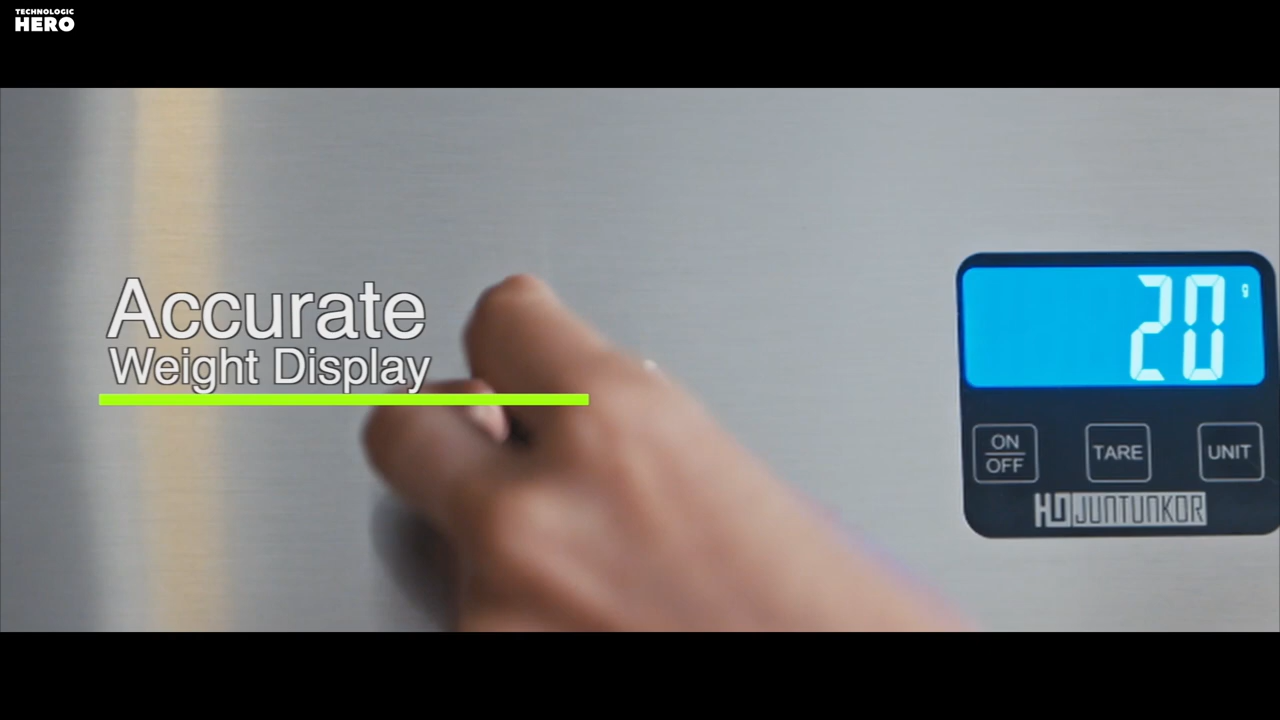 TECHNOLOGIC
HERO
Accurate
Weight Display
20 g
ON
OFF
TARE
UNIT
JUNTUNKOR